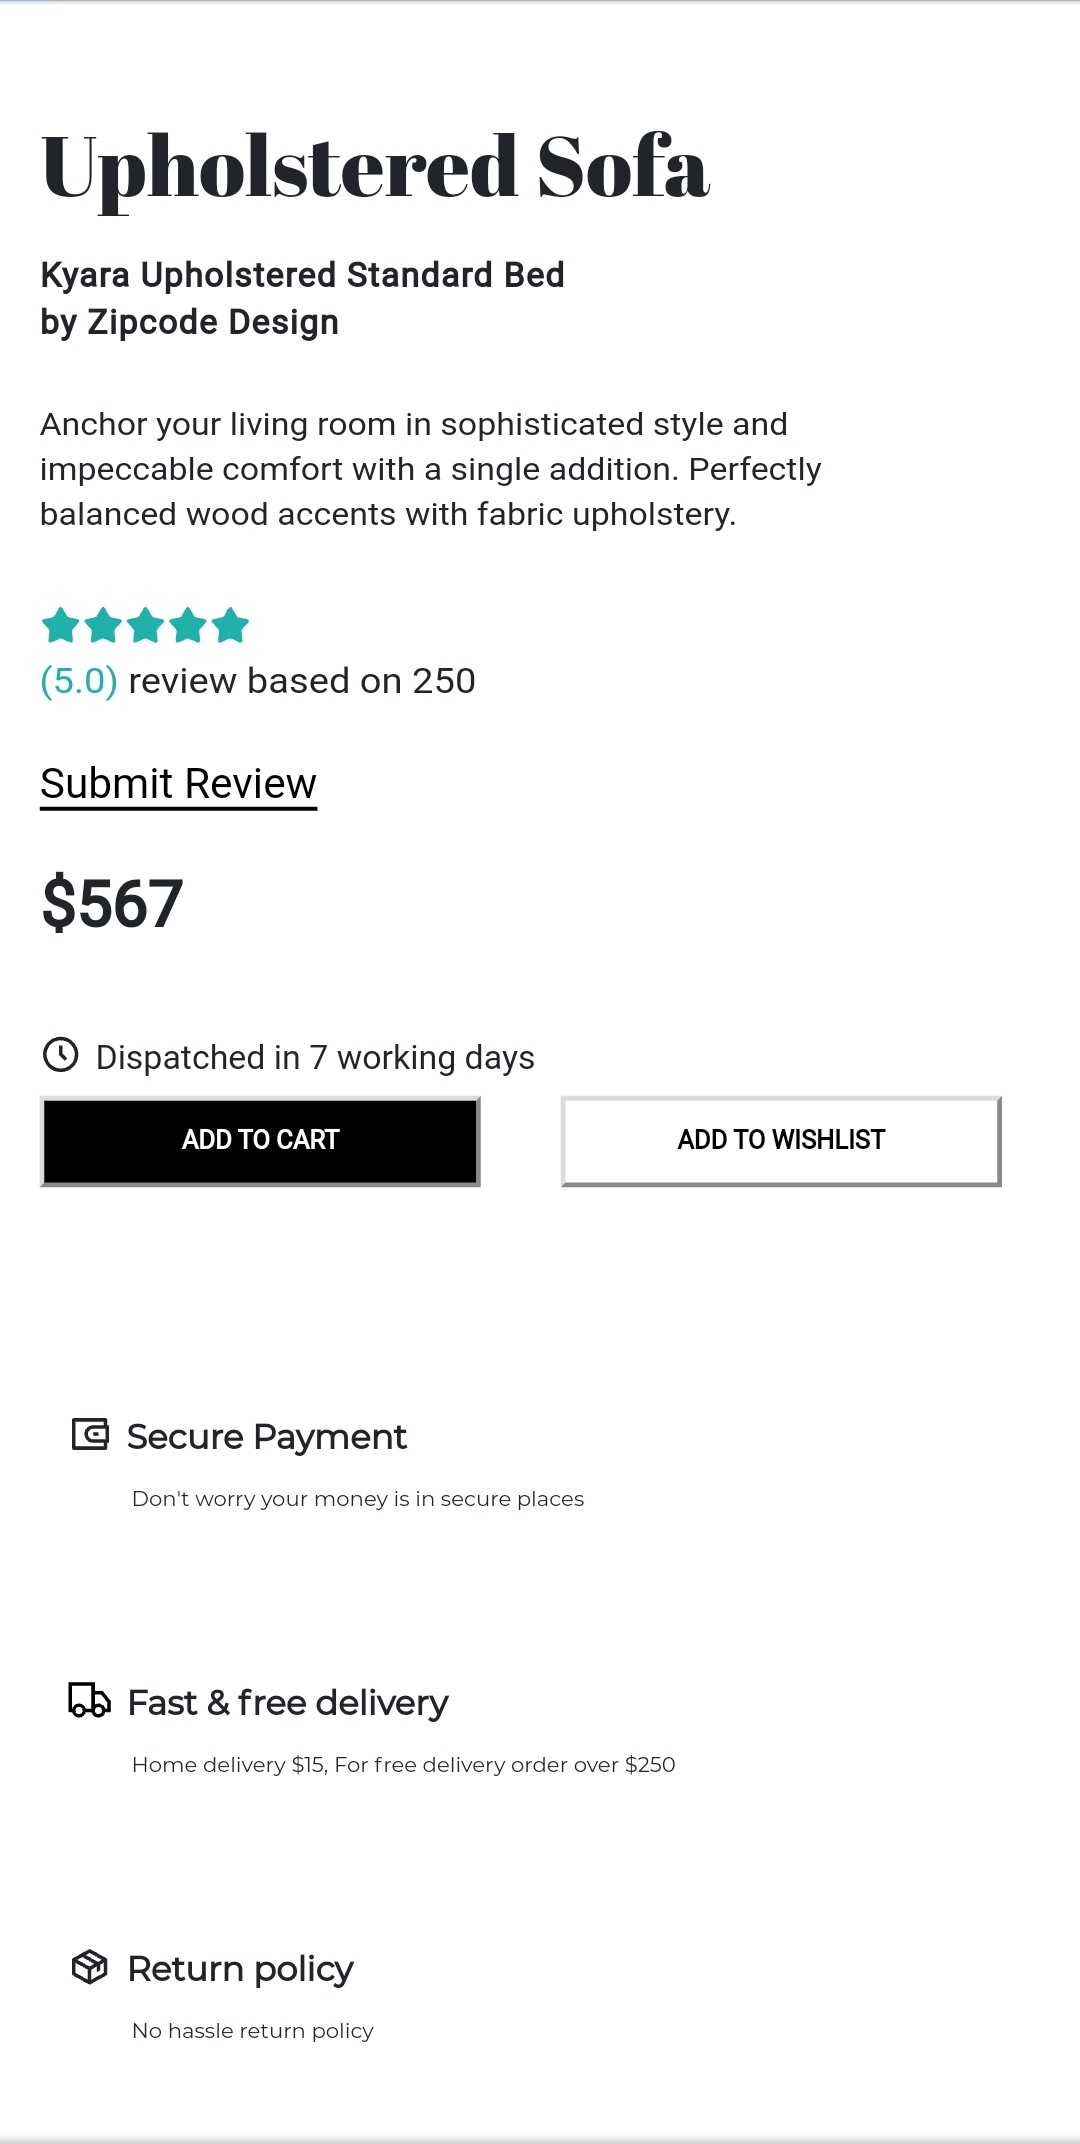 Upholstered Sofa
Kyara Upholstered Standard Bed
by Zipcode Design
Anchor your living room in sophisticated style and
impeccable comfort with a single addition. Perfectly
balanced wood accents with fabric upholstery.
(5.0) review based on 250
Submit Review
$567
Dispatched in 7 working days
ADD TO CART
ADD TO WISHLIST
Secure Payment
Don't worry your money is in secure places
Fast & free delivery
Home delivery $15, For free delivery order over $250
Return policy
No hassle return policy